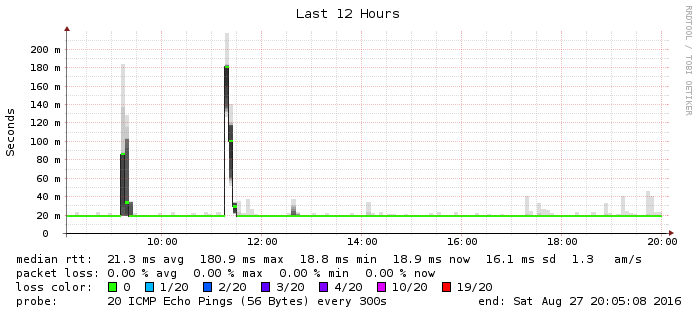 Last 12 Hours
RRDTOOL / TOBI OETIKER
Seconds
200 m
180 m
160 m
140 m
120 m
100 m
80 m
60 m
40 m
20 m
0
10:00 12:00 14:00 16:00 18:00 20:00
median rtt: 21.3 ms avg 180.9 ms max 18.8 ms min 18.9 ms now 16.1 ms sd 1.3 am/s
packet loss: 0.00 % avg 0.00 % max 0.00 % min 0.00 % now
loss color: 0 1/20 2/20 3/20 4/20 10/20 19/20
probe: 20 ICMP Echo Pings (56 Bytes) every 300s end: Sat Aug 27 20:05:08 2016